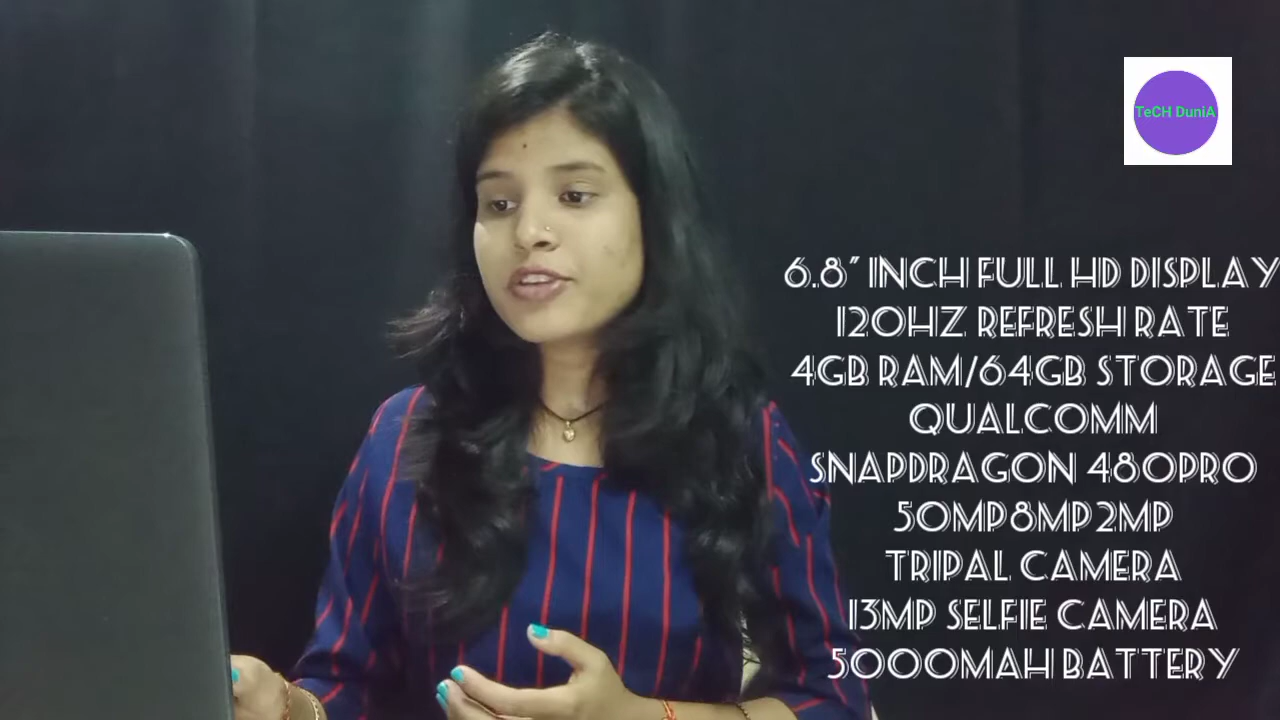 TeCH DuniA
6.8" INCH FULL HD DISPLAY
120HZ REFRESH RATE
4GB RAM/64GB STORAGE
QUALCOMM
SNAPDRAGON 480PRO
50MP8MP2MP
TRIPAL CAMERA
13MP SELFIE CAMERA
5000MAH BATTERY